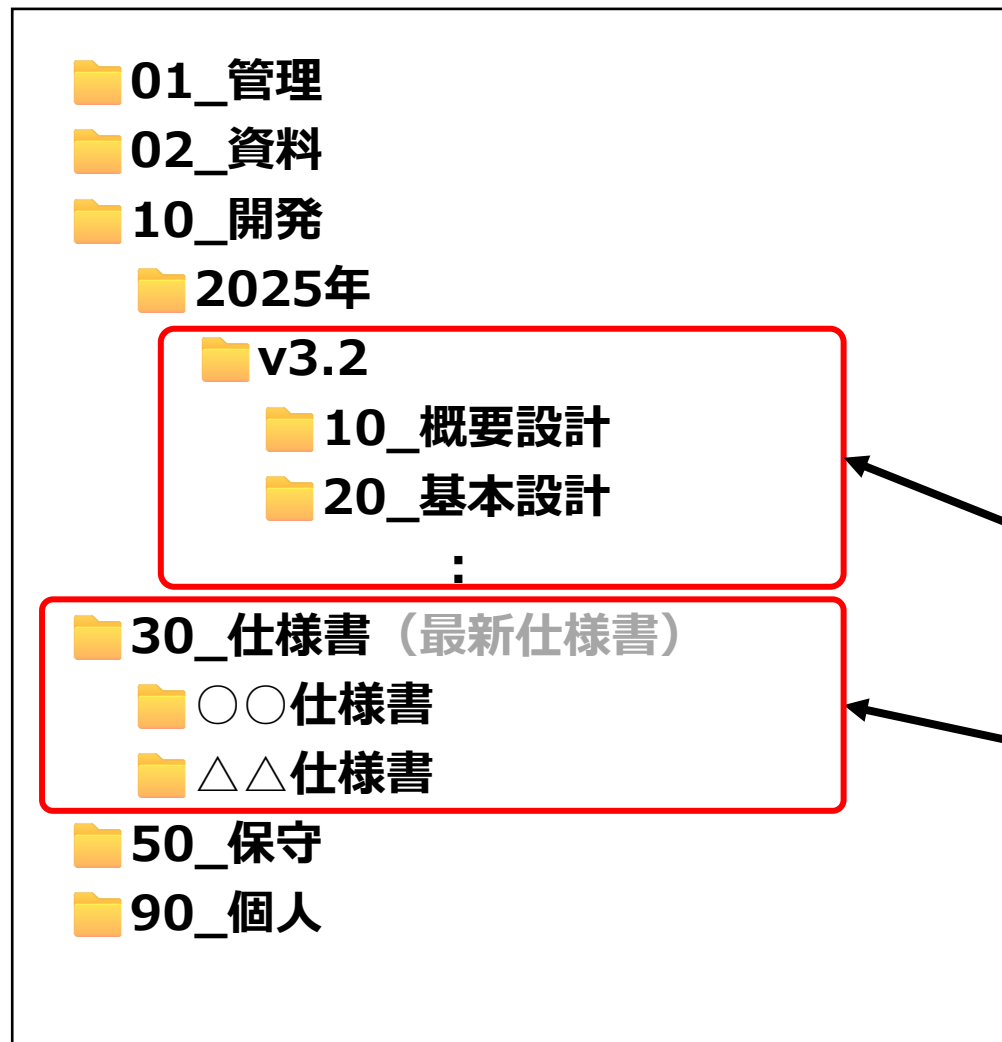 01_管理
02_資料
10_開発
2025年
v3.2
10_概要設計
20_基本設計
：
30_仕様書（最新仕様書）
○○仕様書
△△仕様書
50_保守
90_個人